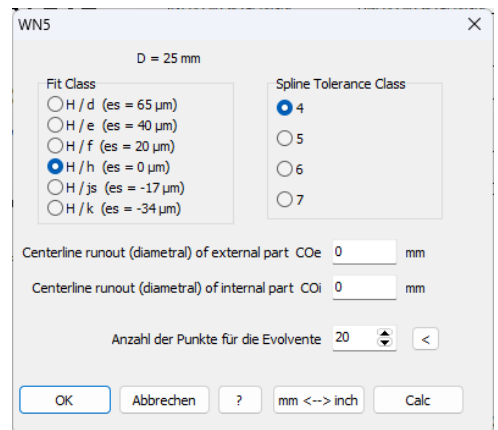 WN5
D = 25 mm
Fit Class
H / d (es = 65 µm)
H / e (es = 40 µm)
H / f (es = 20 µm)
H / h (es = 0 µm)
H / js (es = -17 µm)
H / k (es = -34 µm)
Spline Tolerance Class
4
5
6
7
Centerline runout (diametral) of external part COe 0 mm
Centerline runout (diametral) of internal part COi 0 mm
Anzahl der Punkte für die Evolvente 20 <
OK Abbrechen ? mm <--> inch Calc